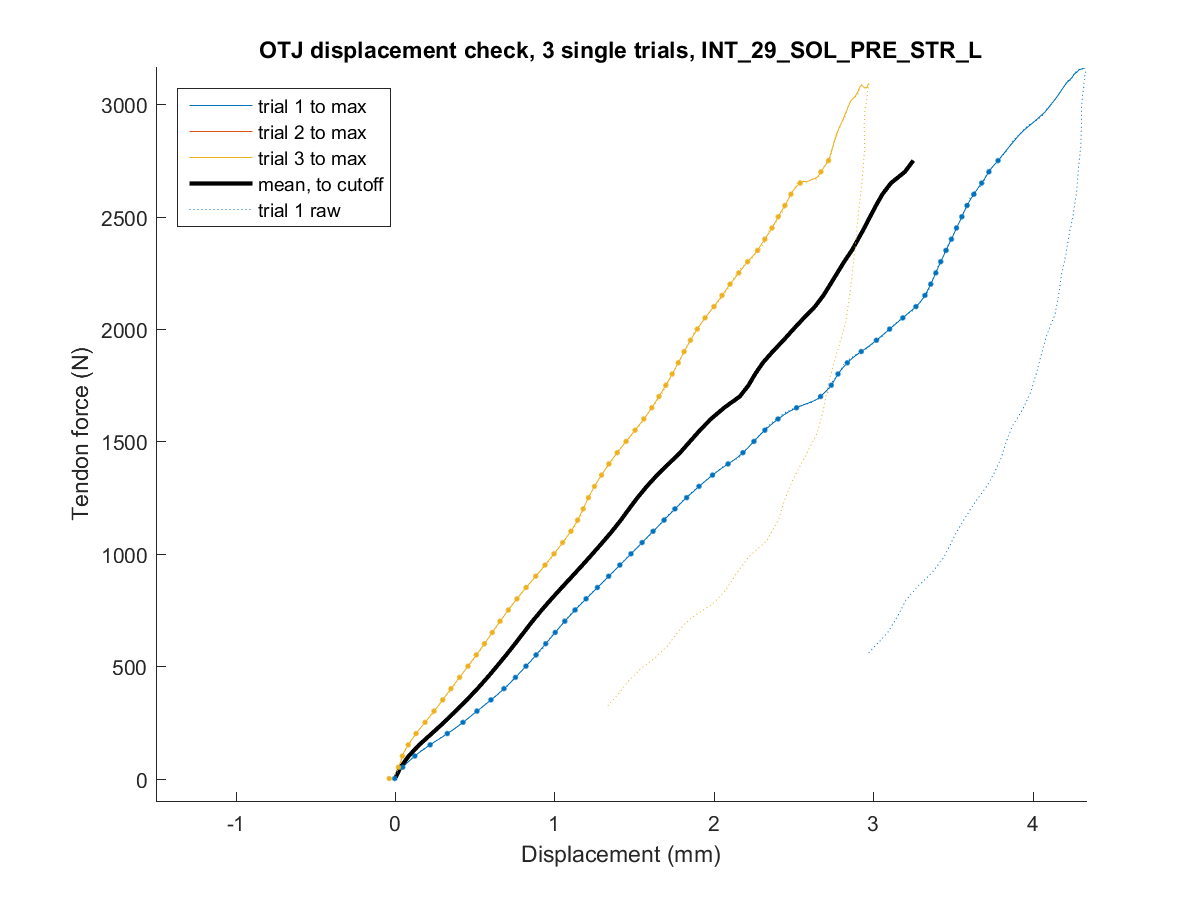 OTJ displacement check, 3 single trials, INT_29_SOL_PRE_STR_L
trial 1 to max
trial 2 to max
trial 3 to max
mean, to cutoff
trial 1 raw
Tendon force (N)
3000
2500
2000
1500
1000
500
0
-1 0 1 2 3 4
Displacement (mm)